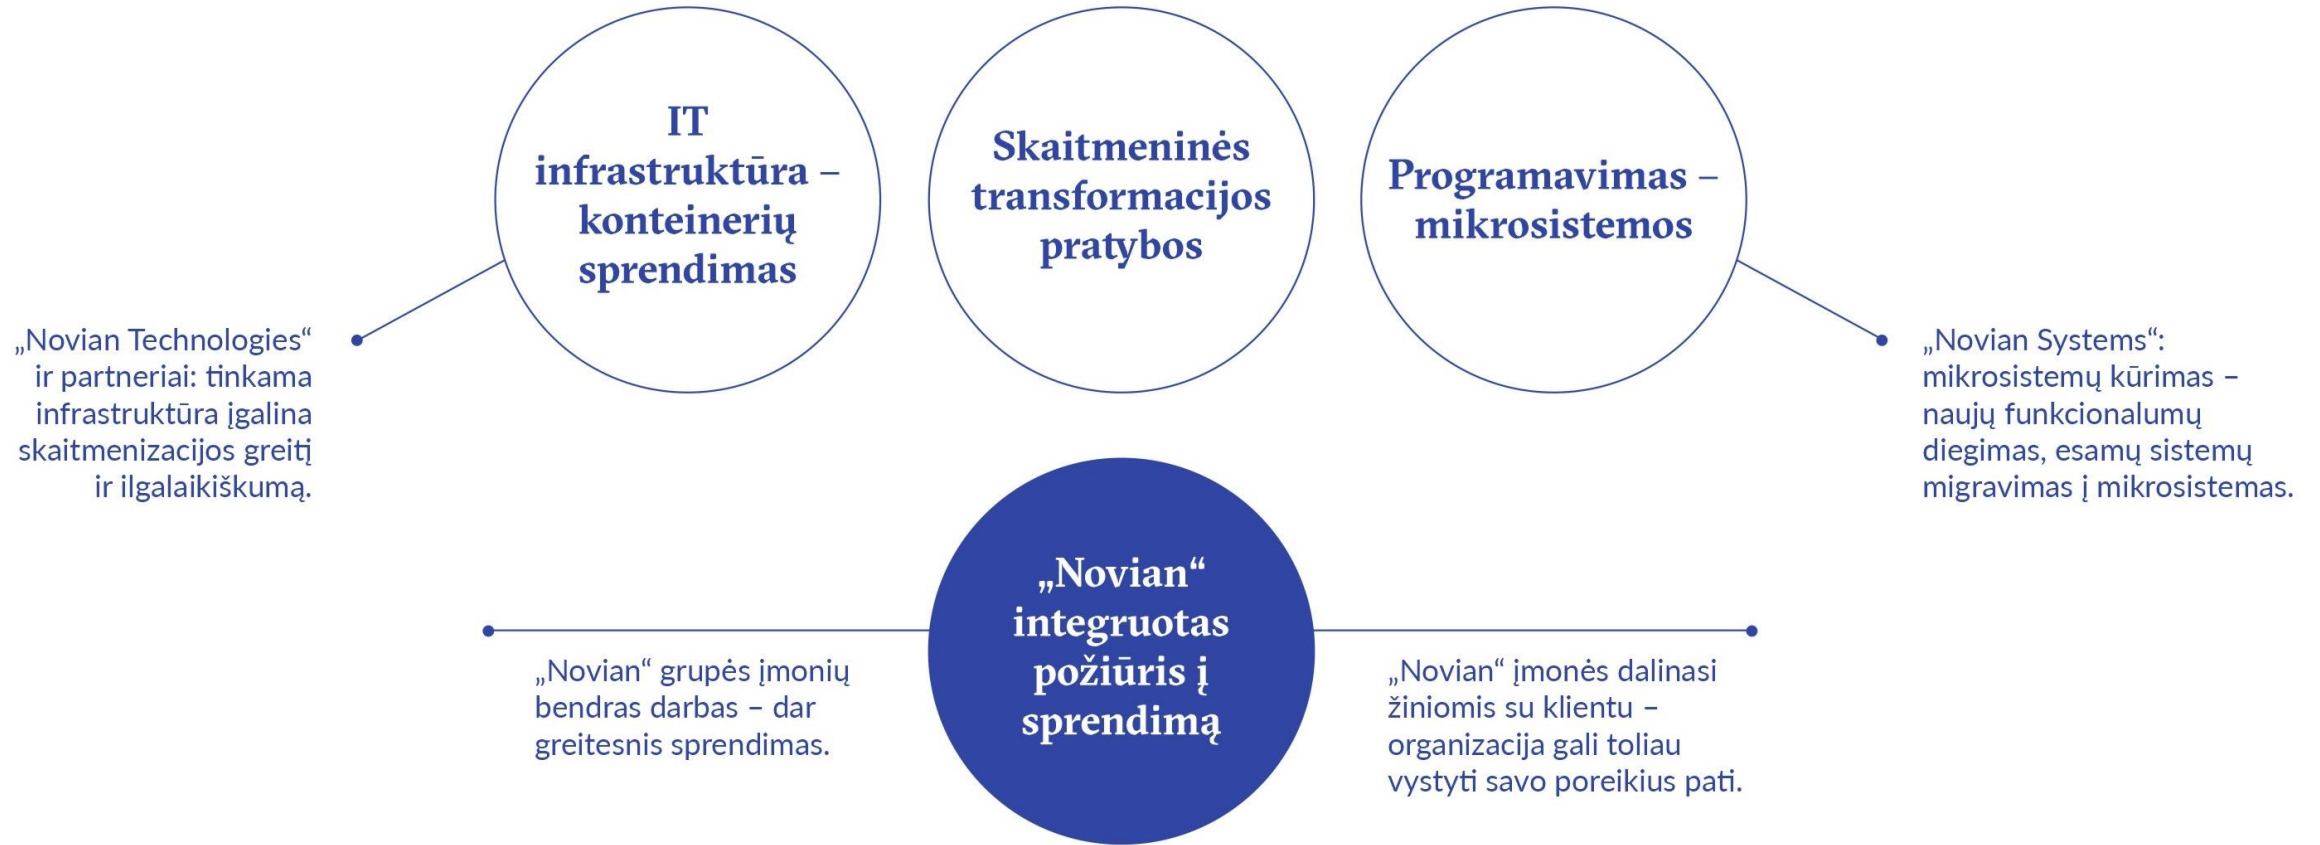 IT
infrastruktūra –
konteinerių
sprendimas
Skaitmeninės
transformacijos
pratybos
Programavimas –
mikrosistemos
„Novian Technologies“
ir partneriai: tinkama
infrastruktūra įgalina
skaitmenizacijos greitį
ir ilgalaikiškumą.
„Novian Systems“:
mikrosistemų kūrimas –
naujų funkcionalumų
diegimas, esamų sistemų
migravimas į mikrosistemas.
„Novian“
integruotas
požiūris į
sprendimą
„Novian“ grupės įmonių
bendras darbas – dar
greitesnis sprendimas.
„Novian“ įmonės dalinasi
žiniomis su klientu –
organizacija gali toliau
vystyti savo poreikius pati.